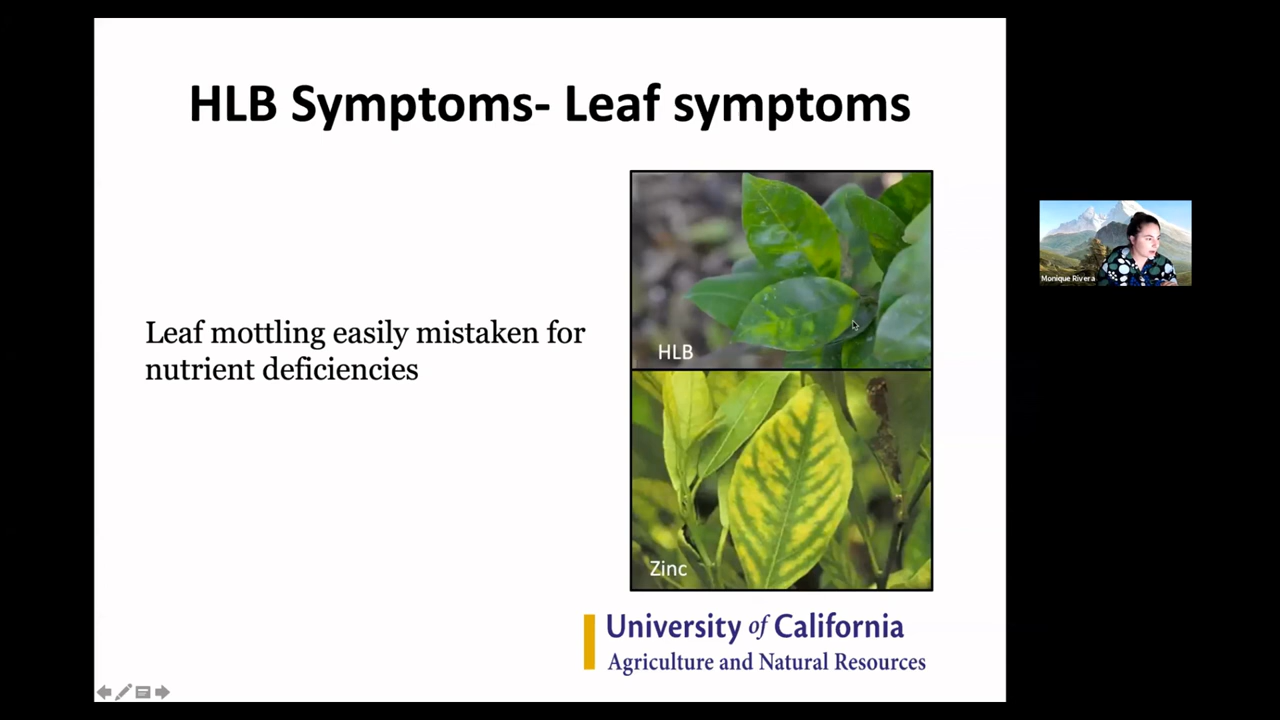 HLB Symptoms- Leaf symptoms
Leaf mottling easily mistaken for
nutrient deficiencies
HLB
Zinc
University of California
Agriculture and Natural Resources
Monique Rivera